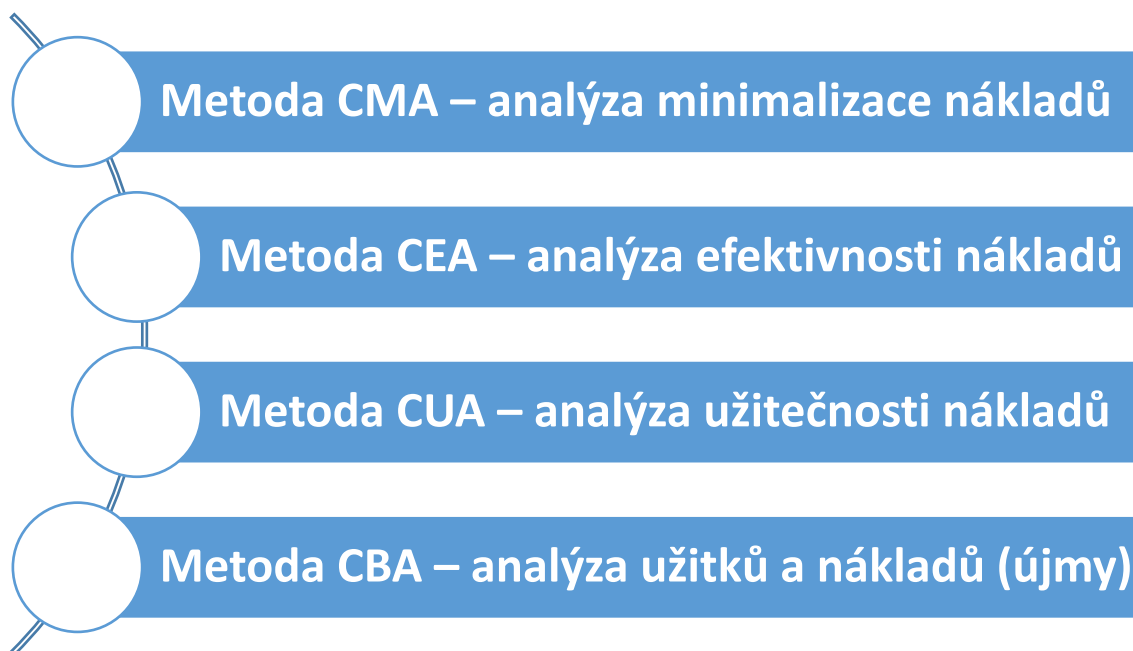 Metoda CMA – analýza minimalizace nákladů
Metoda CEA – analýza efektivnosti nákladů
Metoda CUA – analýza užitečnosti nákladů
Metoda CBA – analýza užitků a nákladů (újmy)